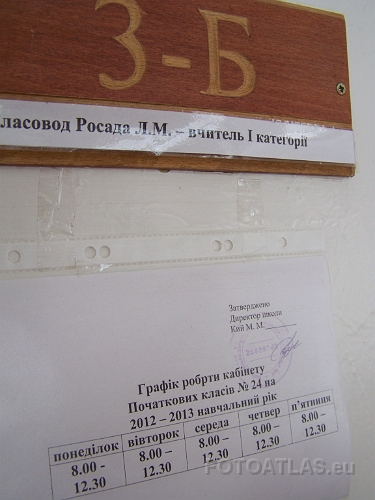 3-Б
ласовод Росада Л.М. – вчитель І категорії
Затверджено
Директор школи
Кий М. М.
Графік робрти кабінету
Початкових класів № 24 на
2012 – 2013 навчальний рік
понеділок вівторок середа четвер п'ятниця
8.00 - 8.00 – 8.00 – 8.00 – 8.00 –
12.30 12.30 12.30 12.30 12.30
FOTOATLAS.eu